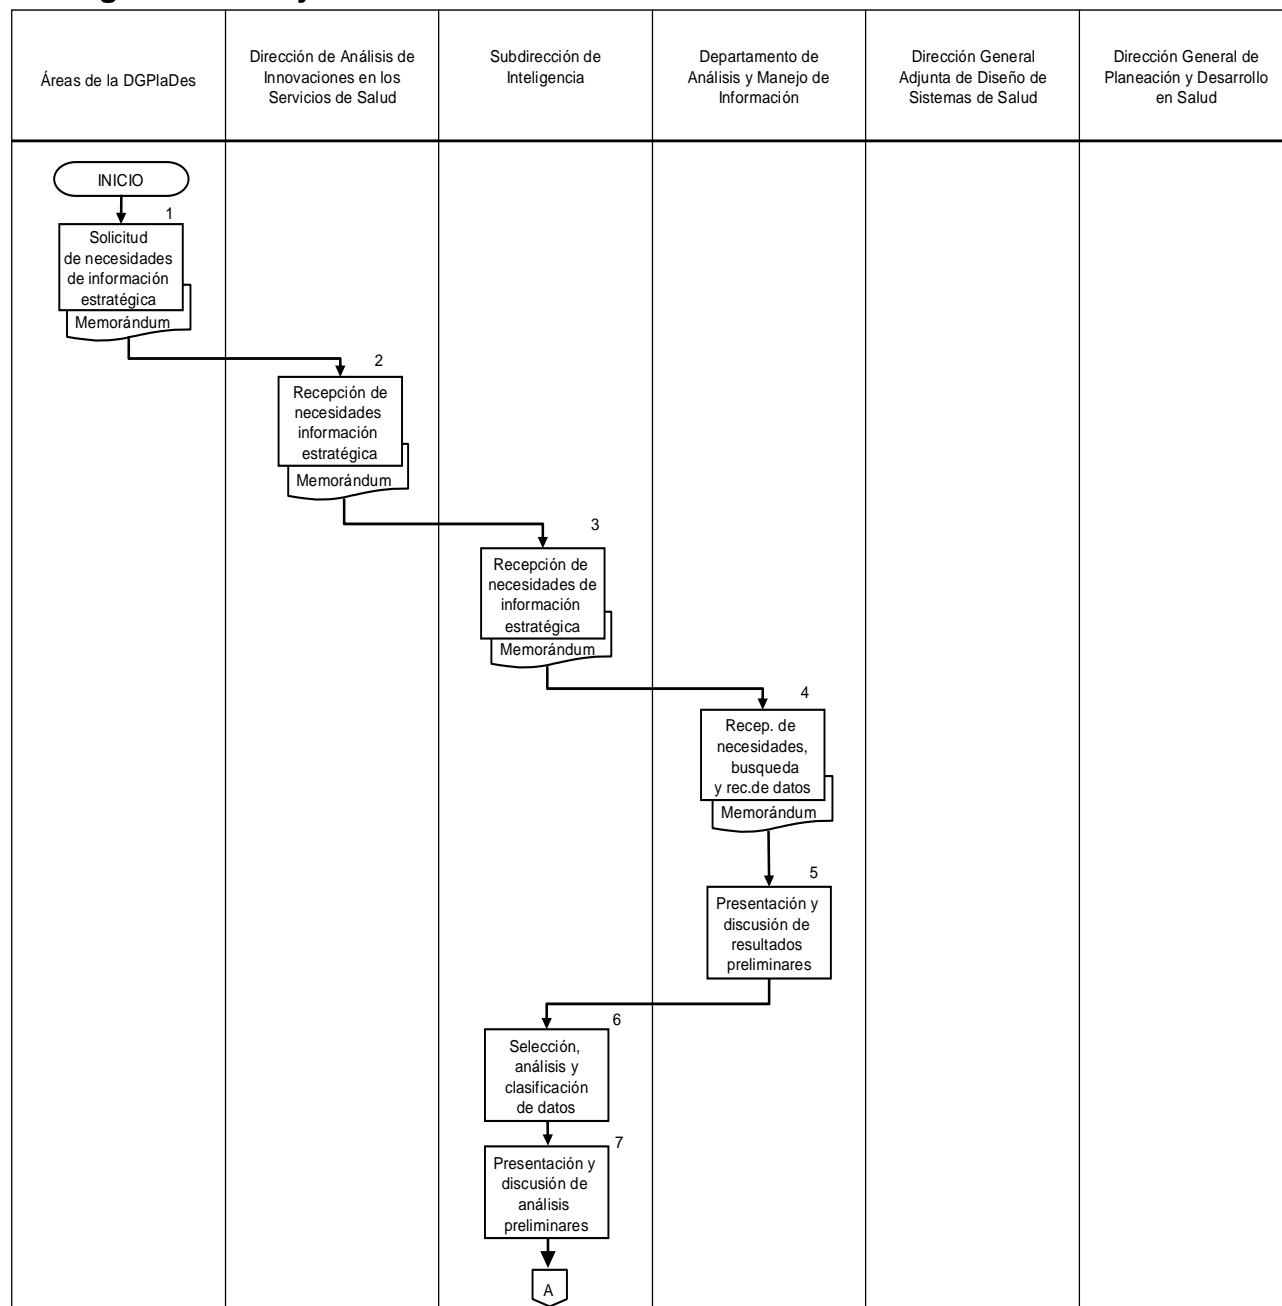 Áreas de la DGPlaDes
Dirección de Análisis de
Innovaciones en los
Servicios de Salud
Subdirección de
Inteligencia
Departamento de
Análisis y Manejo de
Información
Dirección General
Adjunta de Diseño de
Sistemas de Salud
Dirección General de
Planeación y Desarrollo
en Salud
INICIO
1
Solicitud
de necesidades
de información
estratégica
Memorándum
2
Recepción de
necesidades
información
estratégica
Memorándum
3
Recepción de
necesidades de
información
estratégica
Memorándum
4
Recep. de
necesidades,
busqueda
y rec.de datos
Memorándum
5
Presentación y
discusión de
resultados
preliminares
6
Selección,
análisis y
clasificación
de datos
7
Presentación y
discusión de
análisis
preliminares
A